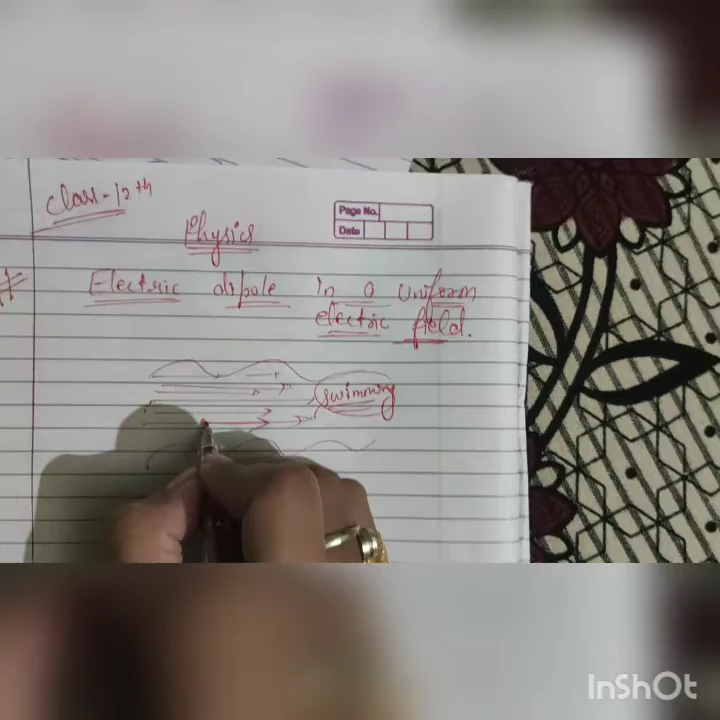 Class-12th
Physics
Page No.
Date
Electric dipole in a uniform
electric field.
Swimming
InShOt